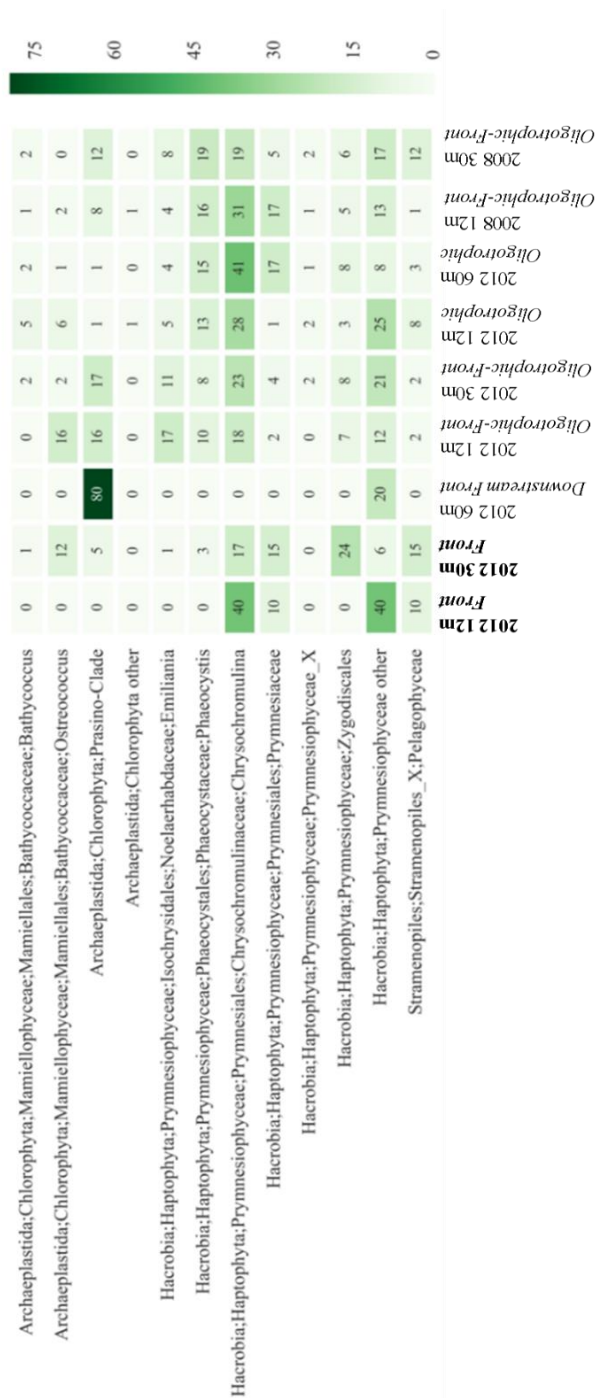 Archaeplastida;Chlorophyta;Mamiellophyceae;Mamiellales;Bathycoccaceae;Bathycoccus 0 1 0 0 2 5 2 1 2
Archaeplastida;Chlorophyta;Mamiellophyceae;Mamiellales;Bathycoccaceae;Ostreococcus 0 12 0 16 2 6 1 2 0
Archaeplastida;Chlorophyta;Prasino-Clade 0 5 80 16 17 1 1 8 12
Archaeplastida;Chlorophyta other 0 0 0 0 0 1 0 1 0
Hacrobia;Haptophyta;Prymnesiophyceae;Isochrysidales;Noelaerhabdaceae;Emiliania 0 1 0 17 11 5 4 4 8
Hacrobia;Haptophyta;Prymnesiophyceae;Phaeocystales;Phaeocystaceae;Phaeocystis 0 3 0 10 8 13 15 16 19
Hacrobia;Haptophyta;Prymnesiophyceae;Prymnesiales;Chrysochromulinaceae;Chrysochromulina 40 17 0 18 23 28 41 31 19
Hacrobia;Haptophyta;Prymnesiophyceae;Prymnesiales;Prymnesiaceae 10 15 0 2 4 1 17 17 5
Hacrobia;Haptophyta;Prymnesiophyceae;Prymnesiophyceae_X 0 0 0 0 2 2 1 1 2
Hacrobia;Haptophyta;Prymnesiophyceae;Zygodiscales 0 24 0 7 8 3 8 5 6
Hacrobia;Haptophyta;Prymnesiophyceae other 40 6 20 12 21 25 8 13 17
Stramenopiles;Stramenopiles_X;Pelagophyceae 10 15 0 2 2 8 3 1 12
2012 12m
Front
2012 30m
Front
2012 60m
Downstream Front
2012 12m
Oligotrophic-Front
2012 30m
Oligotrophic-Front
2012 12m
Oligotrophic
2012 60m
Oligotrophic
2008 12m
Oligotrophic-Front
2008 30m
Oligotrophic-Front
75
60
45
30
15
0